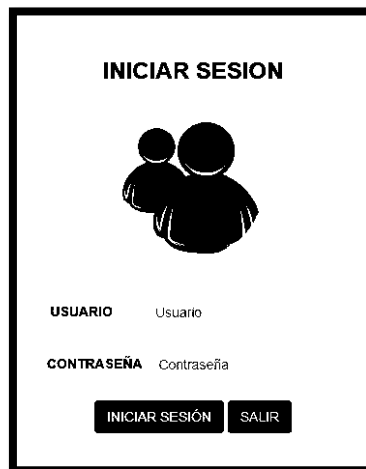 INICIAR SESION
USUARIO Usuario
CONTRASEÑA Contraseña
INICIAR SESIÓN SALIR